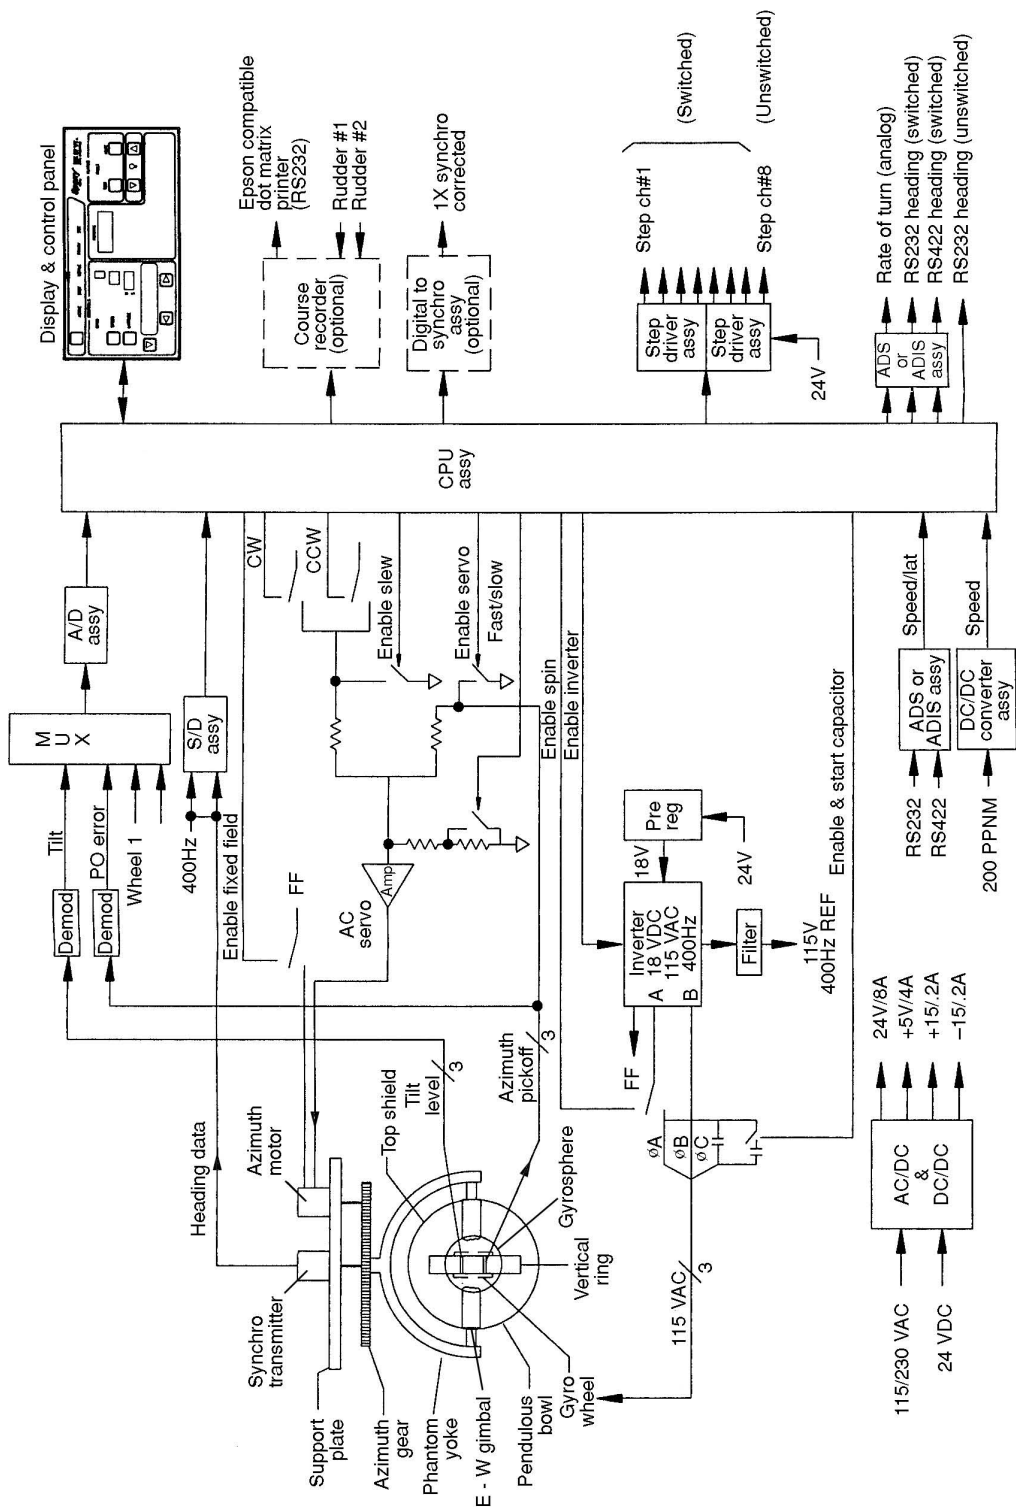 Display & control panel
Epson compatible
dot matrix
printer
(RS232)
Rudder #1
Rudder #2
1X synchro
corrected
Step ch#1
(Switched)
Step ch#8
(Unswitched)
Rate of turn (analog)
RS232 heading (switched)
RS422 heading (switched)
RS232 heading (unswitched)
Course
recorder
(optional)
Digital to
synchro
assy
(optional)
Step
driver
assy
Step
driver
assy
24V
ADS
or
ADIS
assy
CPU
assy
A/D
assy
M
U
X
S/D
assy
CW
CCW
Enable slew
Enable servo
Fast/slow
Enable spin
Enable inverter
Enable & start capacitor
Speed/lat
Speed
ADS or
ADIS assy
DC/DC
converter
assy
RS232
RS422
200 PPNM
Tilt
PO error
Wheel 1
400Hz
Enable fixed field
Demod
Demod
FF
AC
servo
Amp
Pre
reg
18V
24V
Inverter
18 VDC
115 VAC
400Hz
A
B
Filter
115V
400Hz REF
FF
øA
øB
øC
115 VAC
3
Heading data
Azimuth
motor
Synchro
transmitter
Support
plate
Azimuth
gear
Phantom
yoke
E - W gimbal
Pendulous
bowl
Gyro
wheel
Top shield
Tilt
level
3
Azimuth
pickoff
3
Gyrosphere
Vertical
ring
115/230 VAC
24 VDC
AC/DC
&
DC/DC
24V/8A
+5V/4A
+15/.2A
–15/.2A